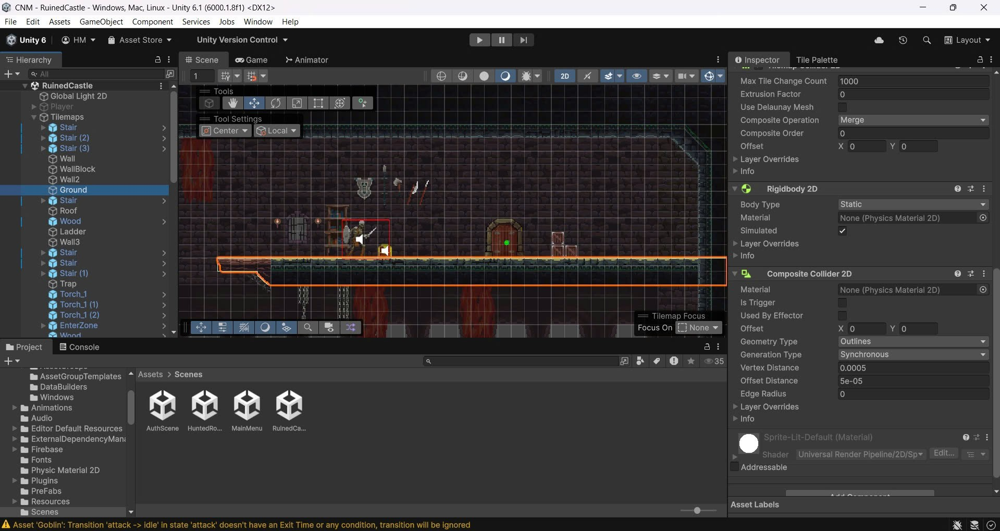 CNM - RuinedCastle - Windows, Mac, Linux - Unity 6.1 (6000.1.8f1) <DX12>
File Edit Assets GameObject Component Services Jobs Window Help
Unity 6 HM Asset Store Unity Version Control Layout
Hierarchy
All
RuinedCastle
Global Light 2D
Player
Tilemaps
Stair
Stair (2)
Stair (3)
Wall
WallBlock
Wall2
Ground
Stair
Roof
Wood
Ladder
Wall3
Stair
Stair
Stair (1)
Trap
Torch_1
Torch_1 (1)
Torch_1 (2)
EnterZone
Wood
Scene Game Animator
1 2D
Tools
Tool Settings
Center Local
Tilemap Focus
Focus On None
Inspector Tile Palette
Max Tile Change Count 1000
Extrusion Factor 0
Use Delaunay Mesh
Composite Operation Merge
Composite Order 0
Offset X 0 Y 0
Layer Overrides
Info
Rigidbody 2D
Body Type Static
Material None (Physics Material 2D)
Simulated
Layer Overrides
Info
Composite Collider 2D
Material None (Physics Material 2D)
Is Trigger
Used By Effector
Offset X 0 Y 0
Geometry Type Outlines
Generation Type Synchronous
Vertex Distance 0.0005
Offset Distance 5e-05
Edge Radius 0
Layer Overrides
Info
Sprite-Lit-Default (Material)
Shader Universal Render Pipeline/2D/Sp Edit...
Addressable
Asset Labels
Project Console
35
AssetGroupTemplates
DataBuilders
Windows
Animations
Audio
Editor Default Resources
ExternalDependencyMana
Firebase
Fonts
Physic Material 2D
Plugins
PreFabs
Resources
Scenes
Assets > Scenes
AuthScene HuntedRo... MainMenu RuinedCa...
Asset 'Goblin': Transition 'attack -> idle' in state 'attack' doesn't have an Exit Time or any condition, transition will be ignored